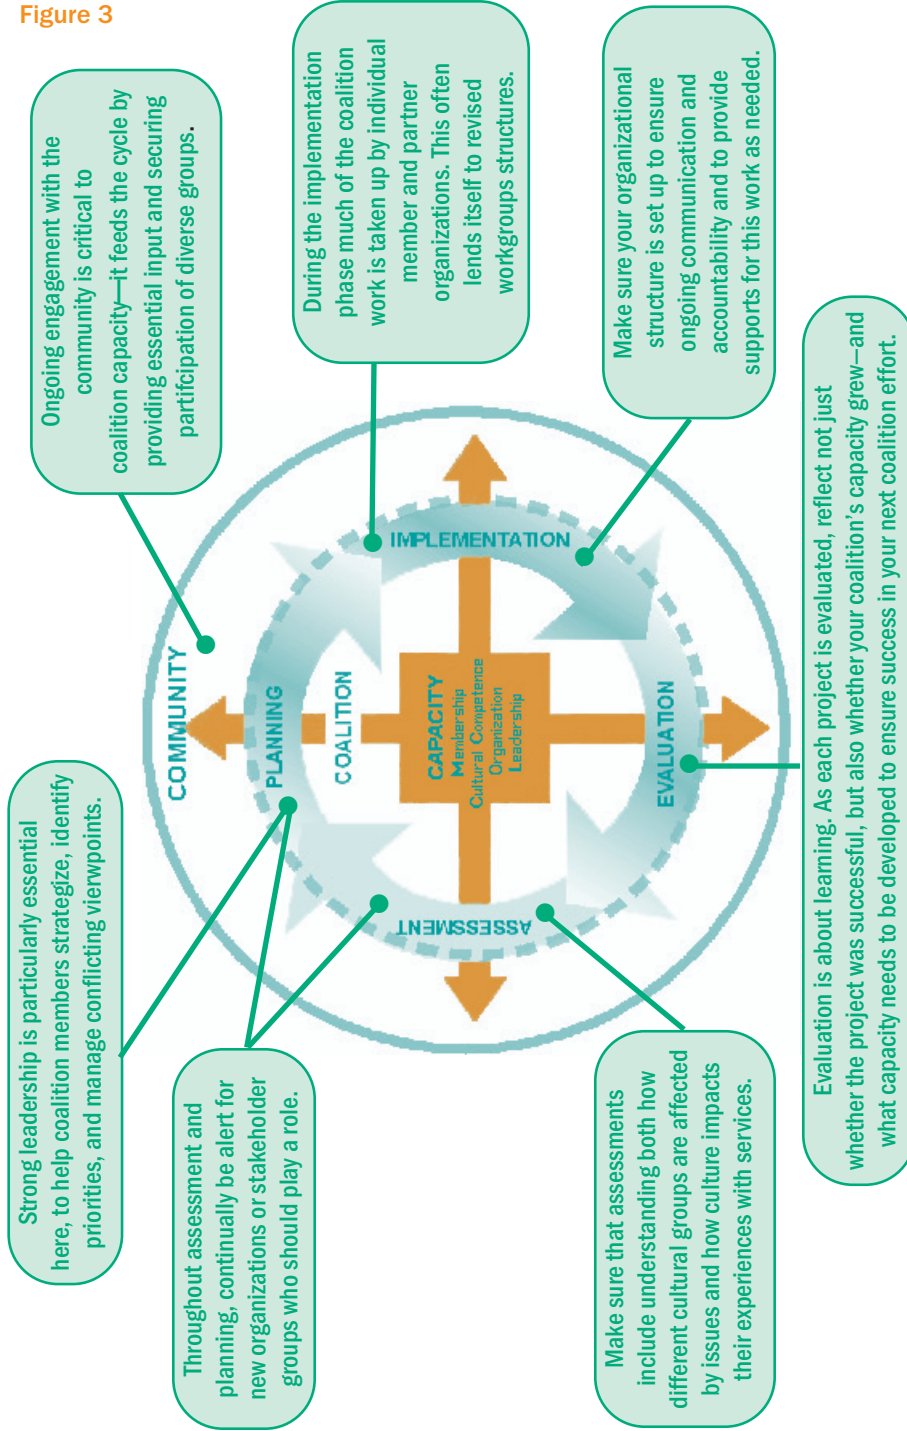 Figure 3
Strong leadership is particularly essential
here, to help coalition members strategize, identify
priorities, and manage conflicting viewpoints.
Ongoing engagement with the
community is critical to
coalition capacity—it feeds the cycle by
providing essential input and securing
participation of diverse groups.
Throughout assessment and
planning, continually be alert for
new organizations or stakeholder
groups who should play a role.
During the implementation
phase much of the coalition
work is taken up by individual
member and partner
organizations. This often
lends itself to revised
workgroups structures.
COMMUNITY
PLANNING
COALITION
IMPLEMENTATION
ASSESSMENT
CAPACITY
Membership
Cultural Competence
Organization
Leadership
EVALUATION
Make sure that assessments
include understanding both how
different cultural groups are affected
by issues and how culture impacts
their experiences with services.
Make sure your organizational
structure is set up to ensure
ongoing communication and
accountability and to provide
supports for this work as needed.
Evaluation is about learning. As each project is evaluated, reflect not just
whether the project was successful, but also whether your coalition’s capacity grew—and
what capacity needs to be developed to ensure success in your next coalition effort.